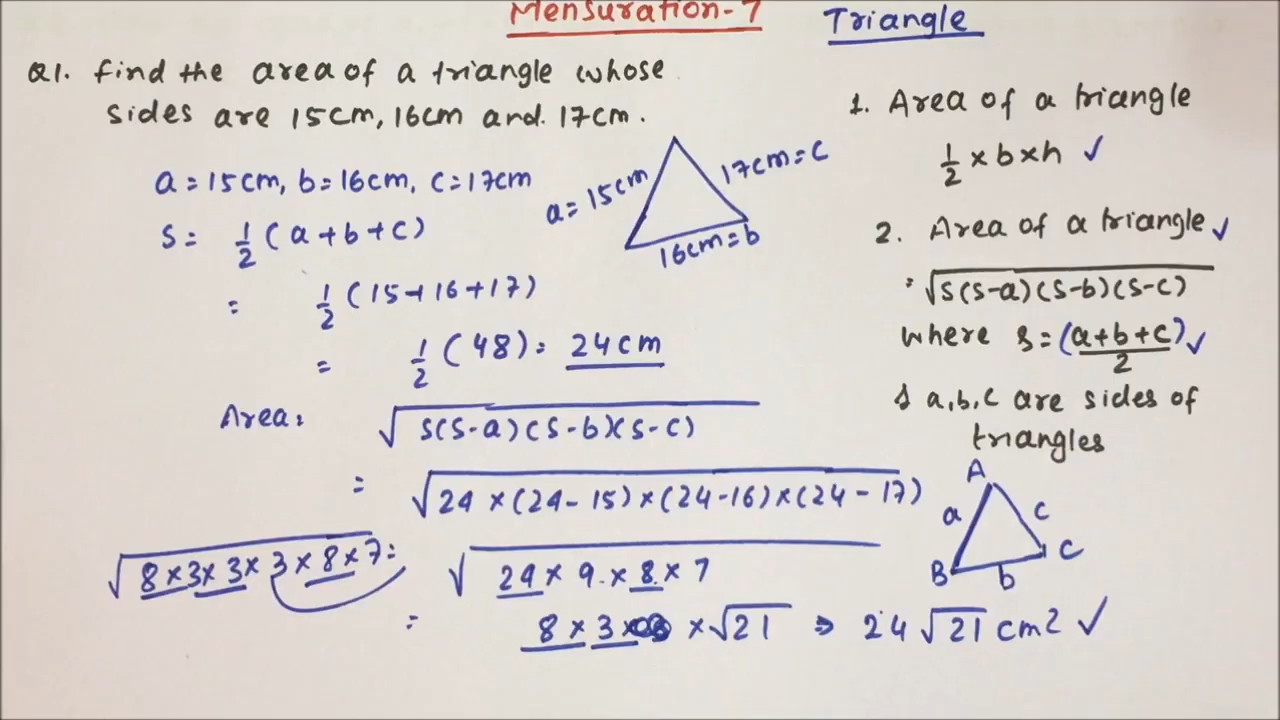 Mensuration-7
Triangle
Q1. Find the area of a triangle whose
sides are 15cm, 16cm and. 17cm.
a=15cm, b=16cm, c=17cm
S= 1/2 (a+b+c)
= 1/2 (15+16+17)
= 1/2 (48) = 24cm
Area = √s(s-a)(s-b)(s-c)
= √24×(24-15)×(24-16)×(24-17)
√8×3×3×3×8×7 = √24×9×8×7
= 8×3 ×√21 ⇒ 24√21 cm2 ✓
a=15cm
17cm=c
16cm=b
1. Area of a triangle
1/2 ×b×h ✓
2. Area of a triangle ✓
= √s(s-a)(s-b)(s-c)
where s=(a+b+c)/2 ✓
& a,b,c are sides of
triangles
A
a c
B b C